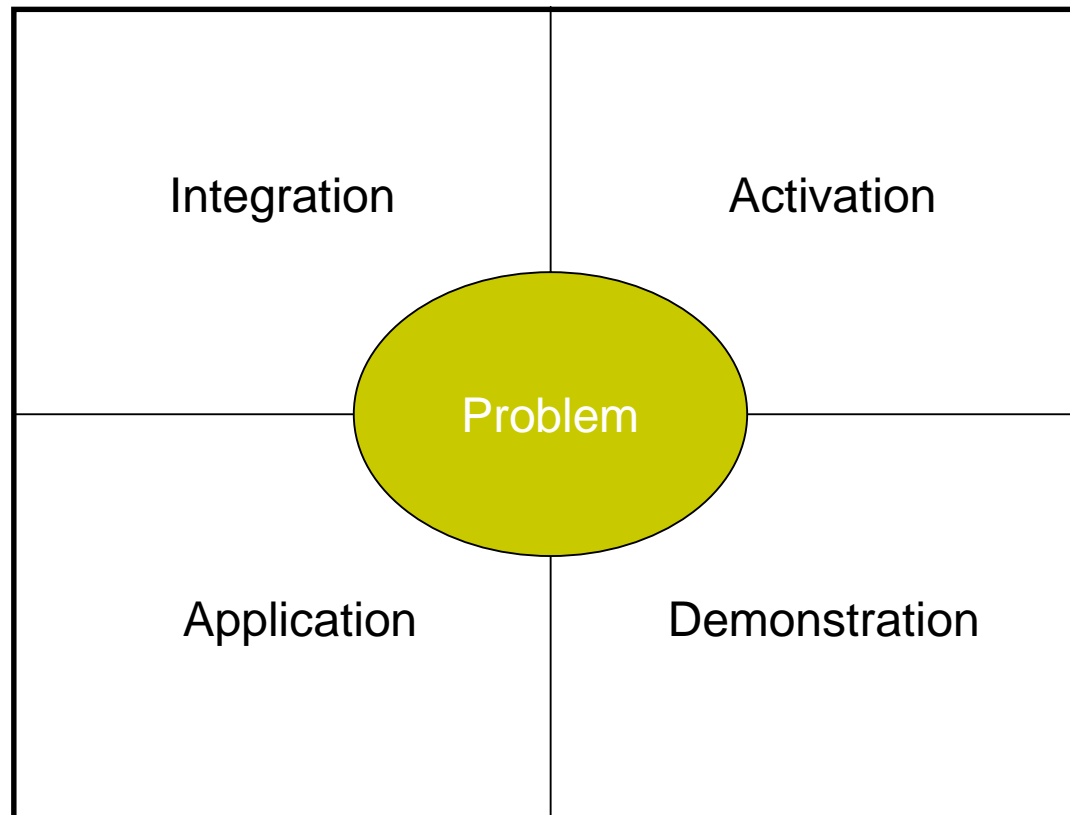 Integration
Activation
Problem
Application
Demonstration